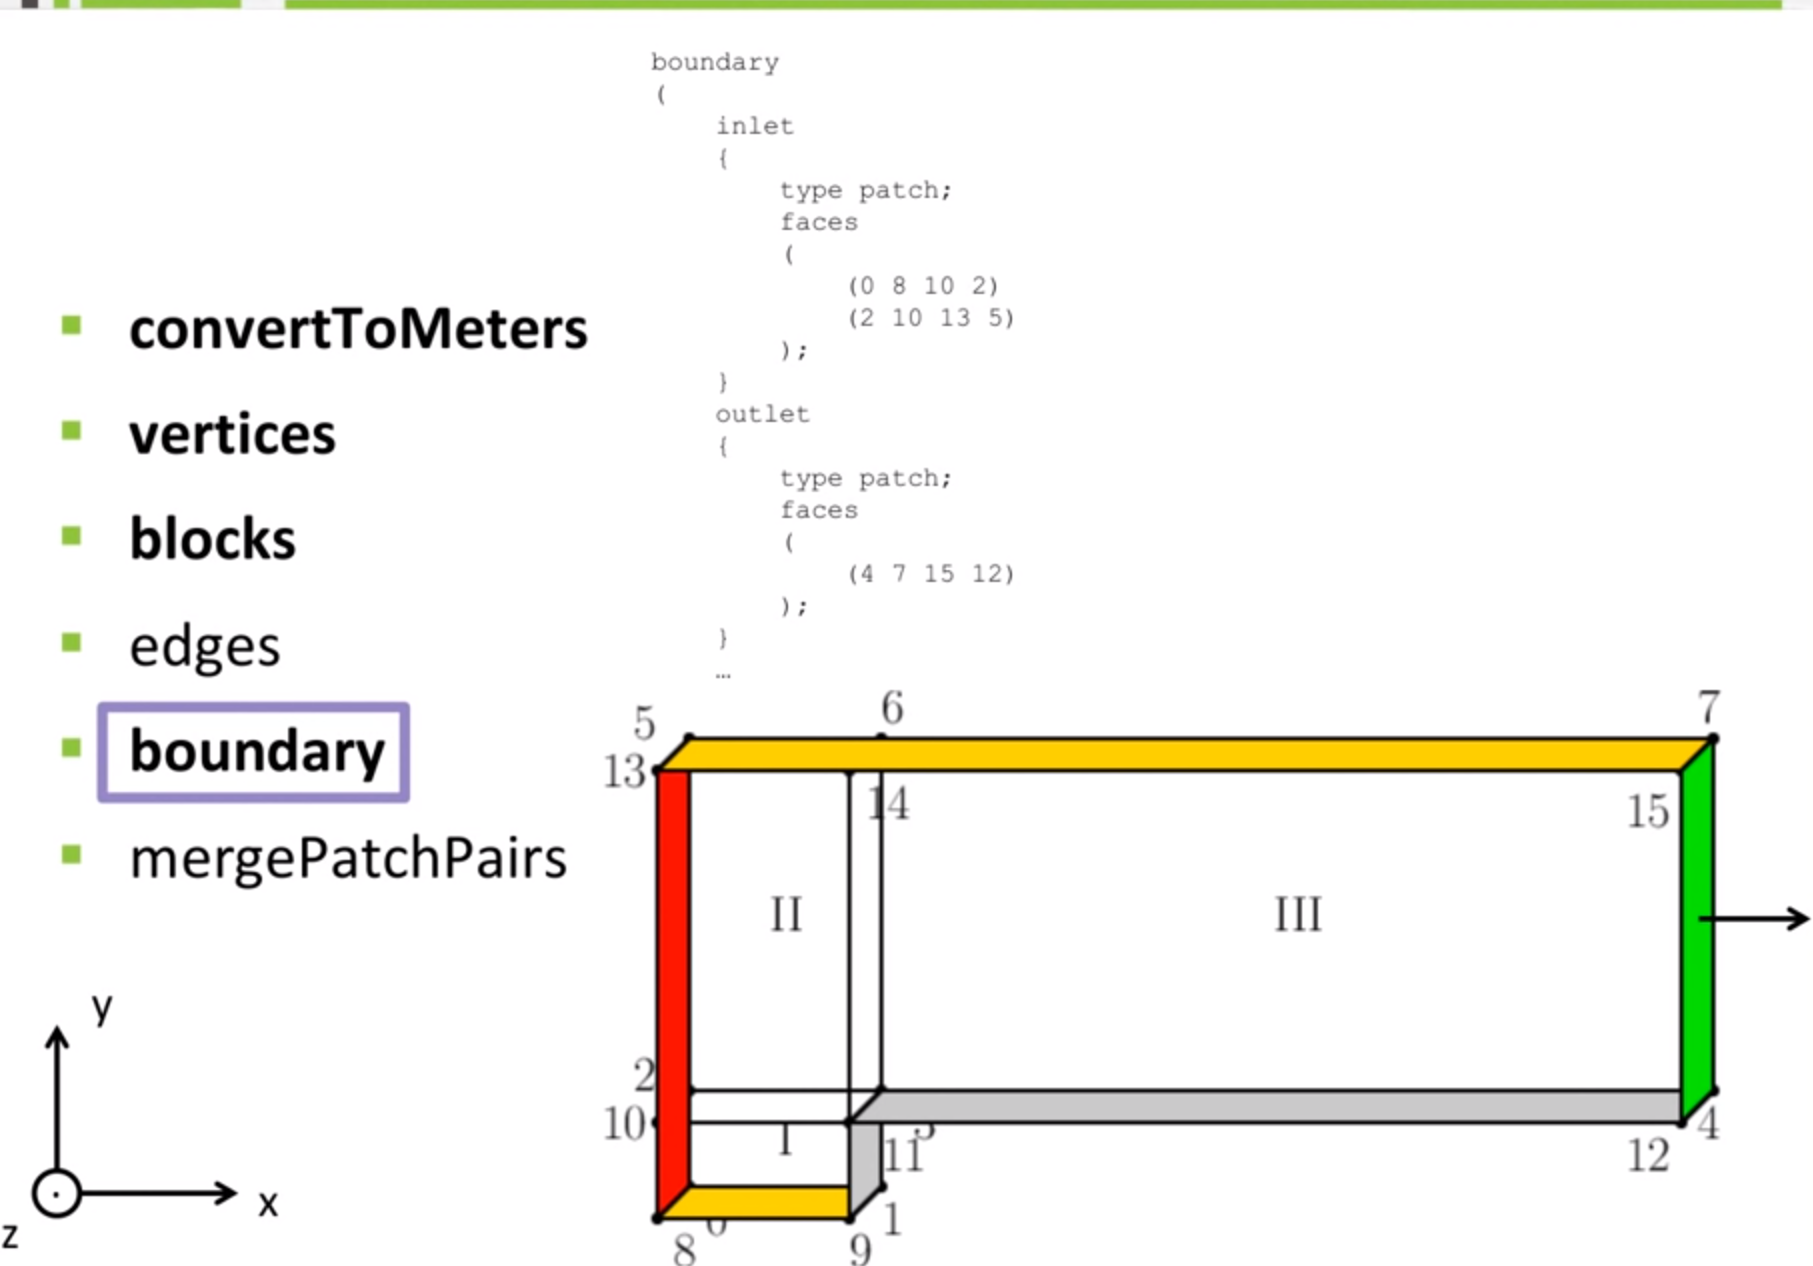 boundary
(
inlet
{
type patch;
faces
(
(0 8 10 2)
(2 10 13 5)
);
}
outlet
{
type patch;
faces
(
(4 7 15 12)
);
}
…
convertToMeters
vertices
blocks
edges
boundary
mergePatchPairs
5
6
7
13
14
15
II
III
y
2
10
I
3
11
4
12
x
z
0
1
8
9